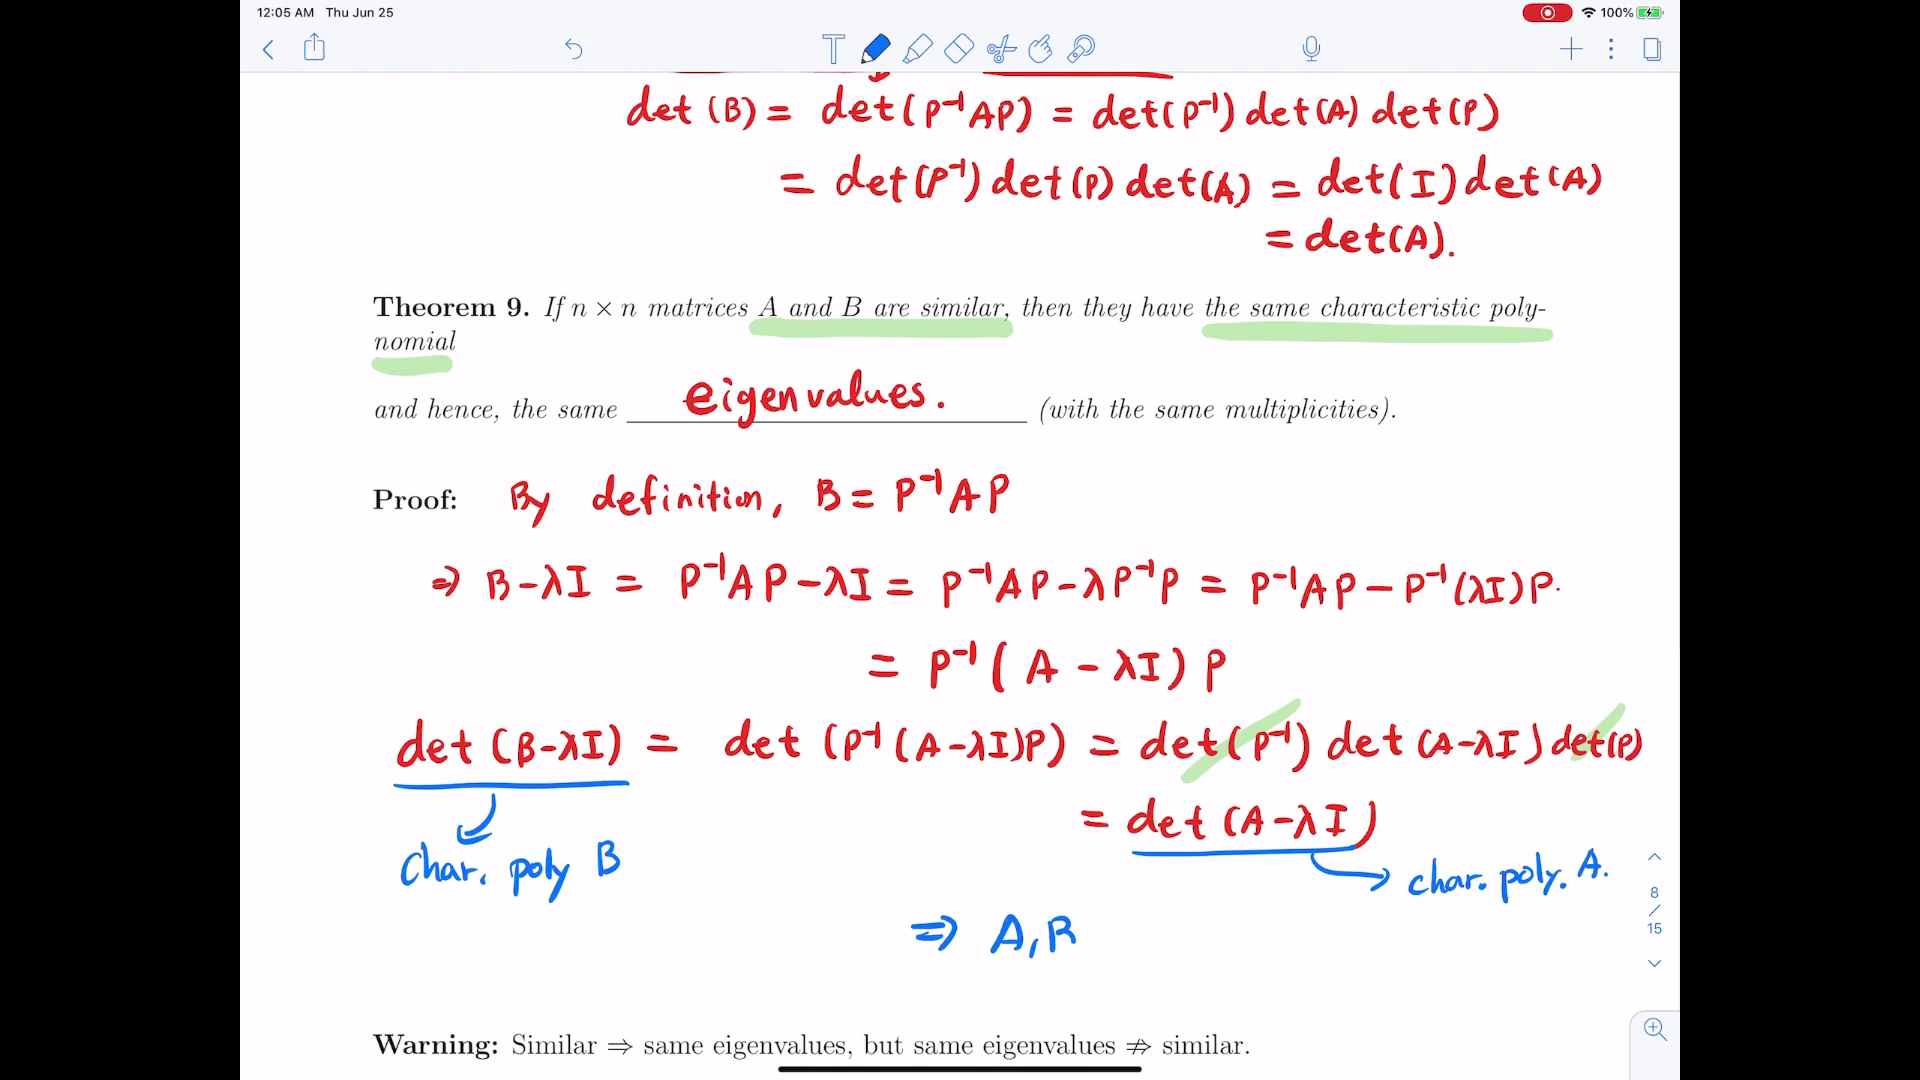 12:05 AM Thu Jun 25
100%
det (B) = det (P⁻¹AP) = det(P⁻¹) det(A) det(P)
= det(P⁻¹) det(P) det(A) = det(I) det(A)
= det(A).
Theorem 9. If n × n matrices A and B are similar, then they have the same characteristic poly-
nomial
and hence, the same eigenvalues. (with the same multiplicities).
Proof: By definition, B = P⁻¹AP
⇒ B-λI = P⁻¹AP-λI = P⁻¹AP-λP⁻¹P = P⁻¹AP-P⁻¹(λI)P.
= P⁻¹(A-λI)P
det (B-λI) = det (P⁻¹(A-λI)P) = det(P⁻¹) det(A-λI) det(P)
= det (A-λI)
Char. poly B
char. poly. A.
⇒ A, B
8
/
15
Warning: Similar ⇒ same eigenvalues, but same eigenvalues ⇏ similar.